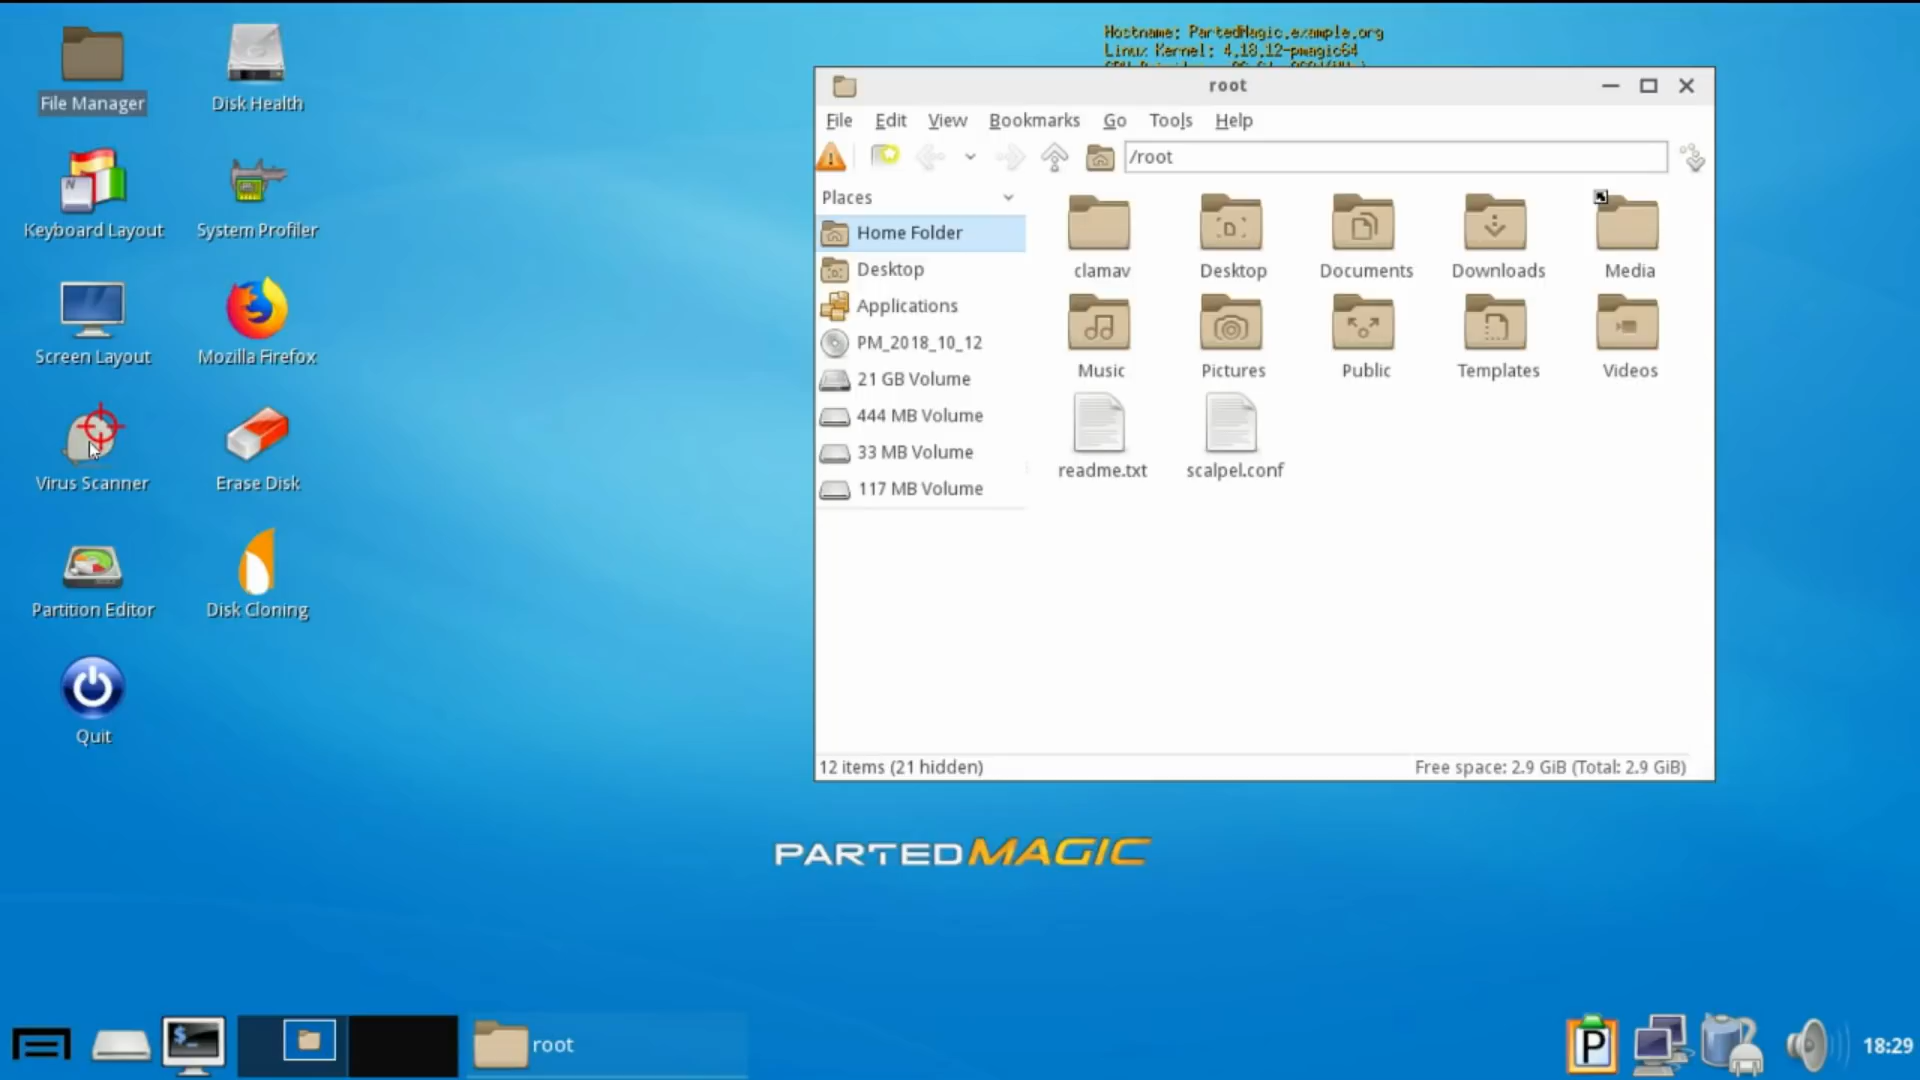 File Manager
Disk Health
Keyboard Layout
System Profiler
Screen Layout
Mozilla Firefox
Virus Scanner
Erase Disk
Partition Editor
Disk Cloning
Quit
Hostname: PartedMagic.example.org
Linux Kernel: 4.18.12-pmagic64
root
File Edit View Bookmarks Go Tools Help
/root
Places
Home Folder
Desktop
Applications
PM_2018_10_12
21 GB Volume
444 MB Volume
33 MB Volume
117 MB Volume
clamav
Desktop
Documents
Downloads
Media
Music
Pictures
Public
Templates
Videos
readme.txt
scalpel.conf
12 items (21 hidden)
Free space: 2.9 GiB (Total: 2.9 GiB)
PARTEDMAGIC
root
18:29